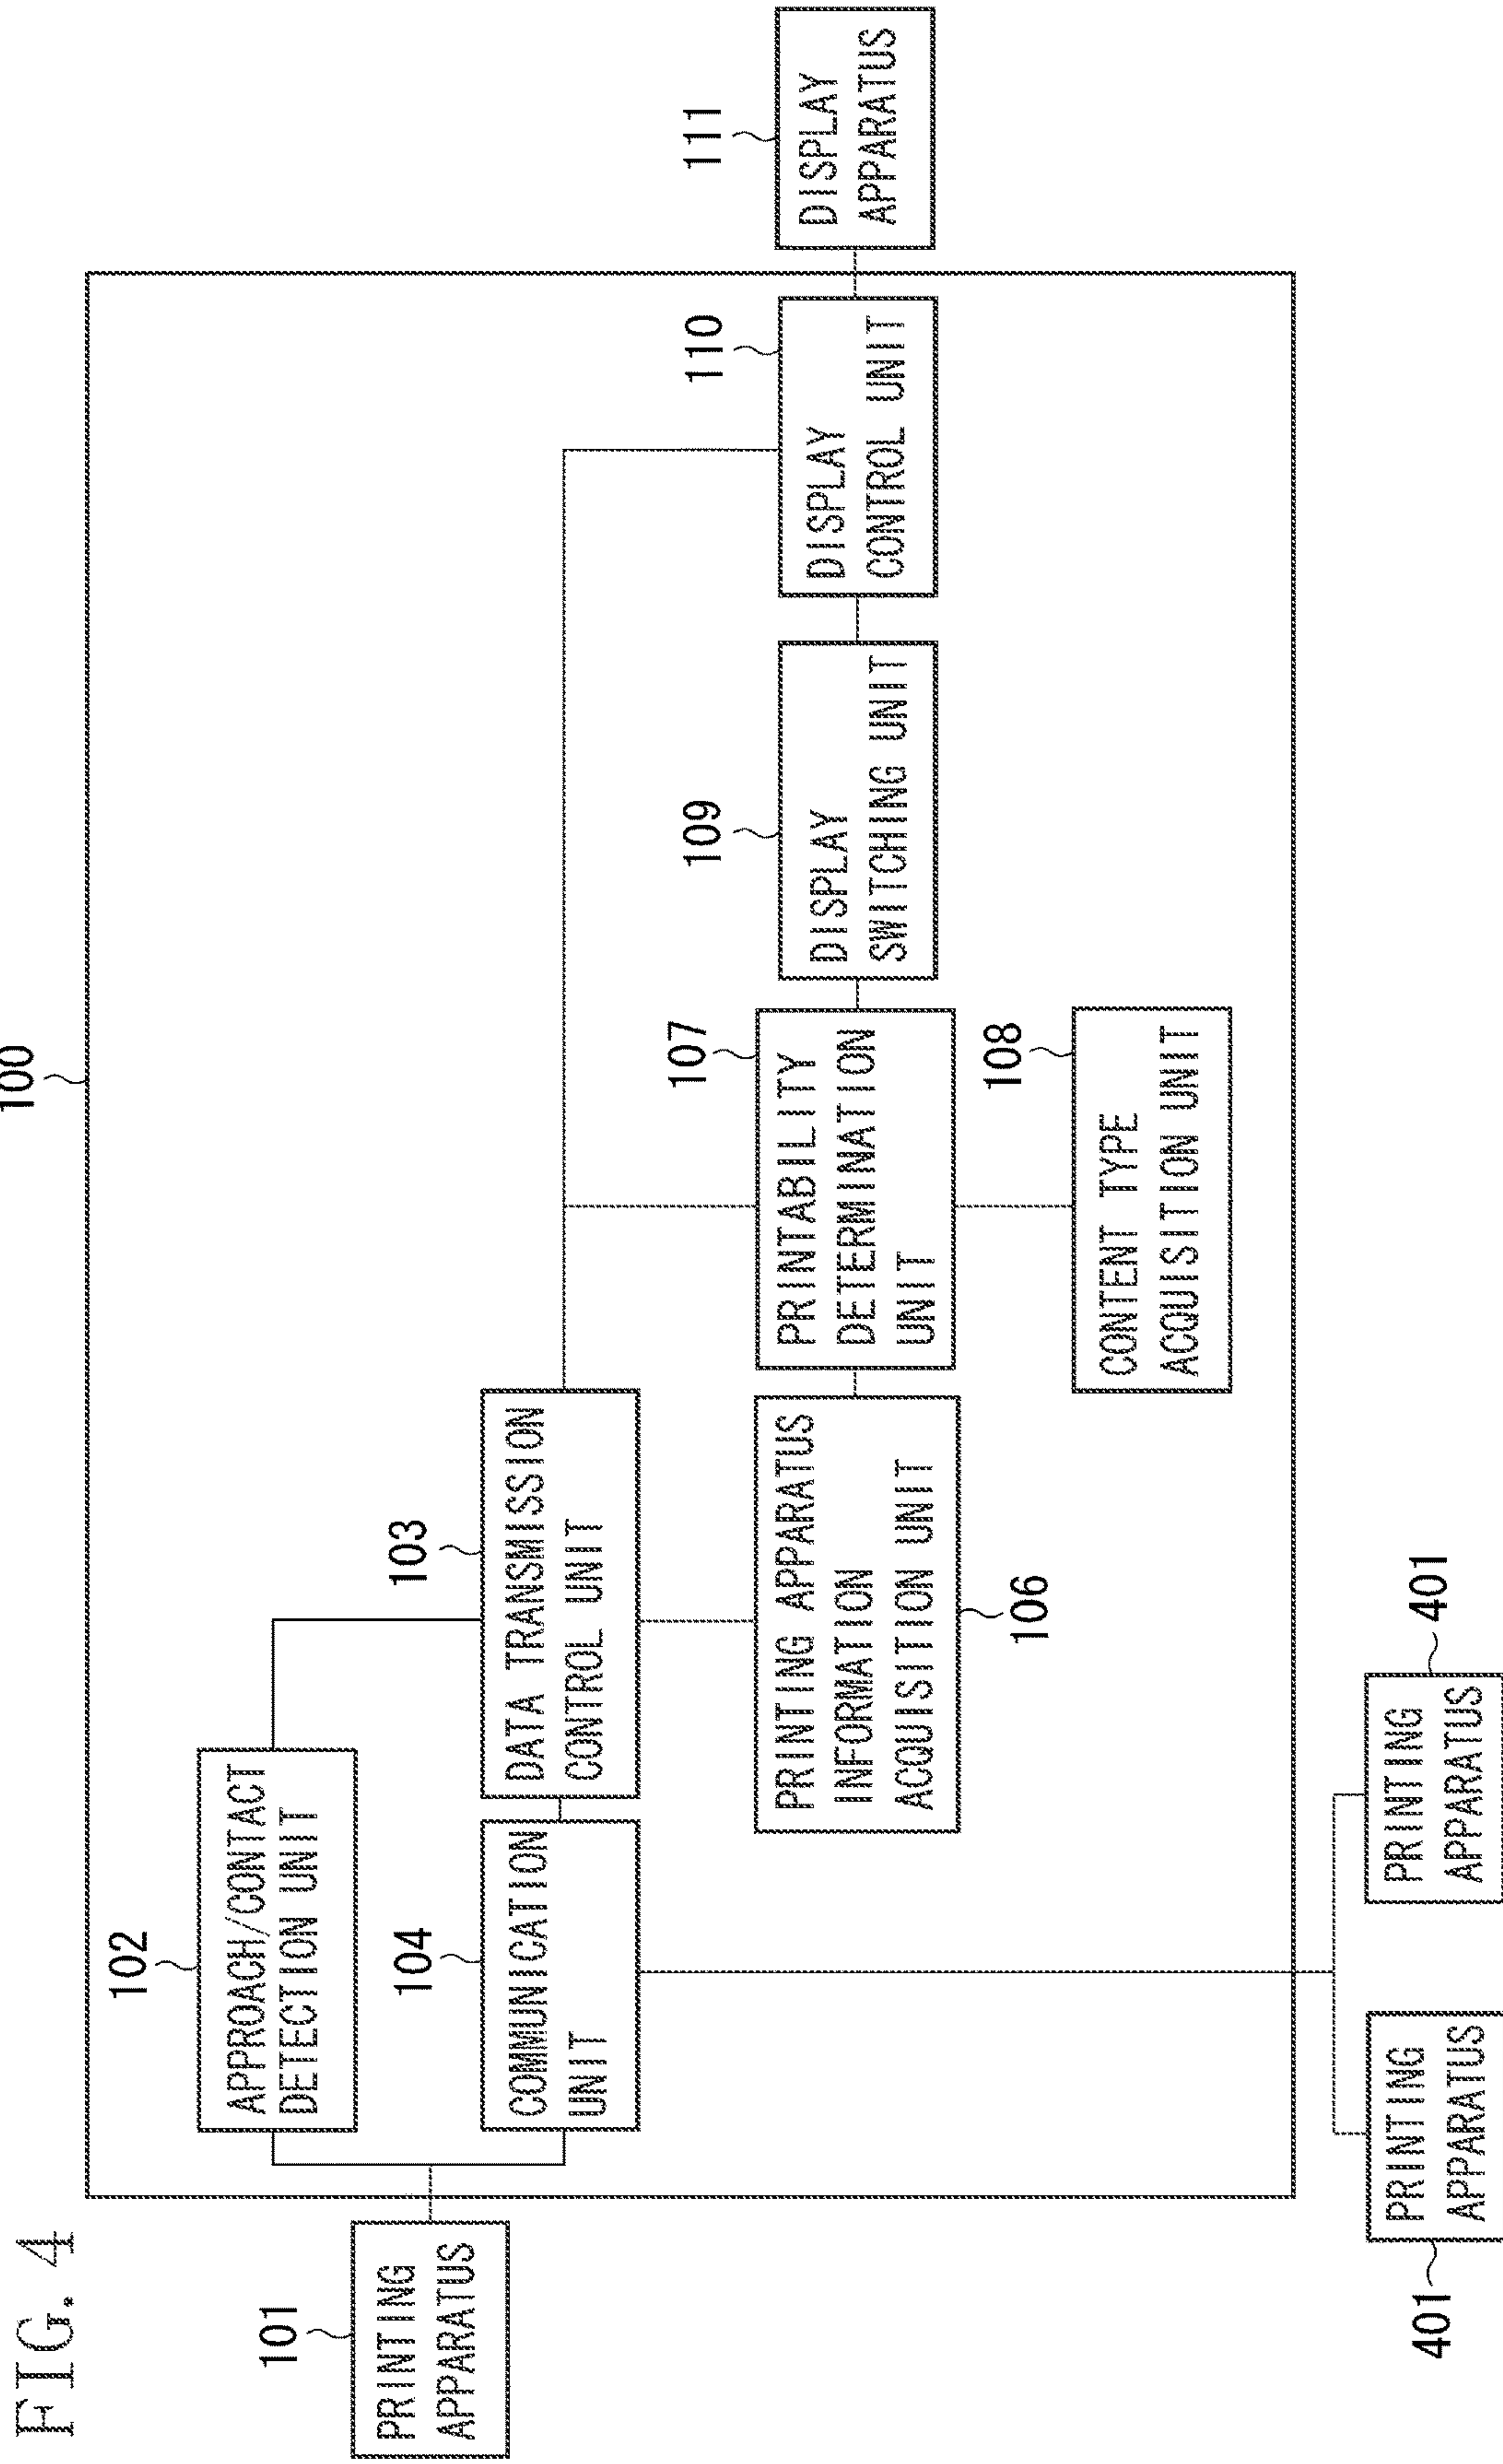 FIG. 4
100
101
PRINTING
APPARATUS
102
APPROACH/CONTACT
DETECTION UNIT
104
COMMUNICATION
UNIT
103
DATA TRANSMISSION
CONTROL UNIT
PRINTING APPARATUS
INFORMATION
ACQUISITION UNIT
106
107
PRINTABILITY
DETERMINATION
UNIT
108
CONTENT TYPE
ACQUISITION UNIT
109
DISPLAY
SWITCHING UNIT
110
DISPLAY
CONTROL UNIT
111
DISPLAY
APPARATUS
401
PRINTING
APPARATUS
401
PRINTING
APPARATUS